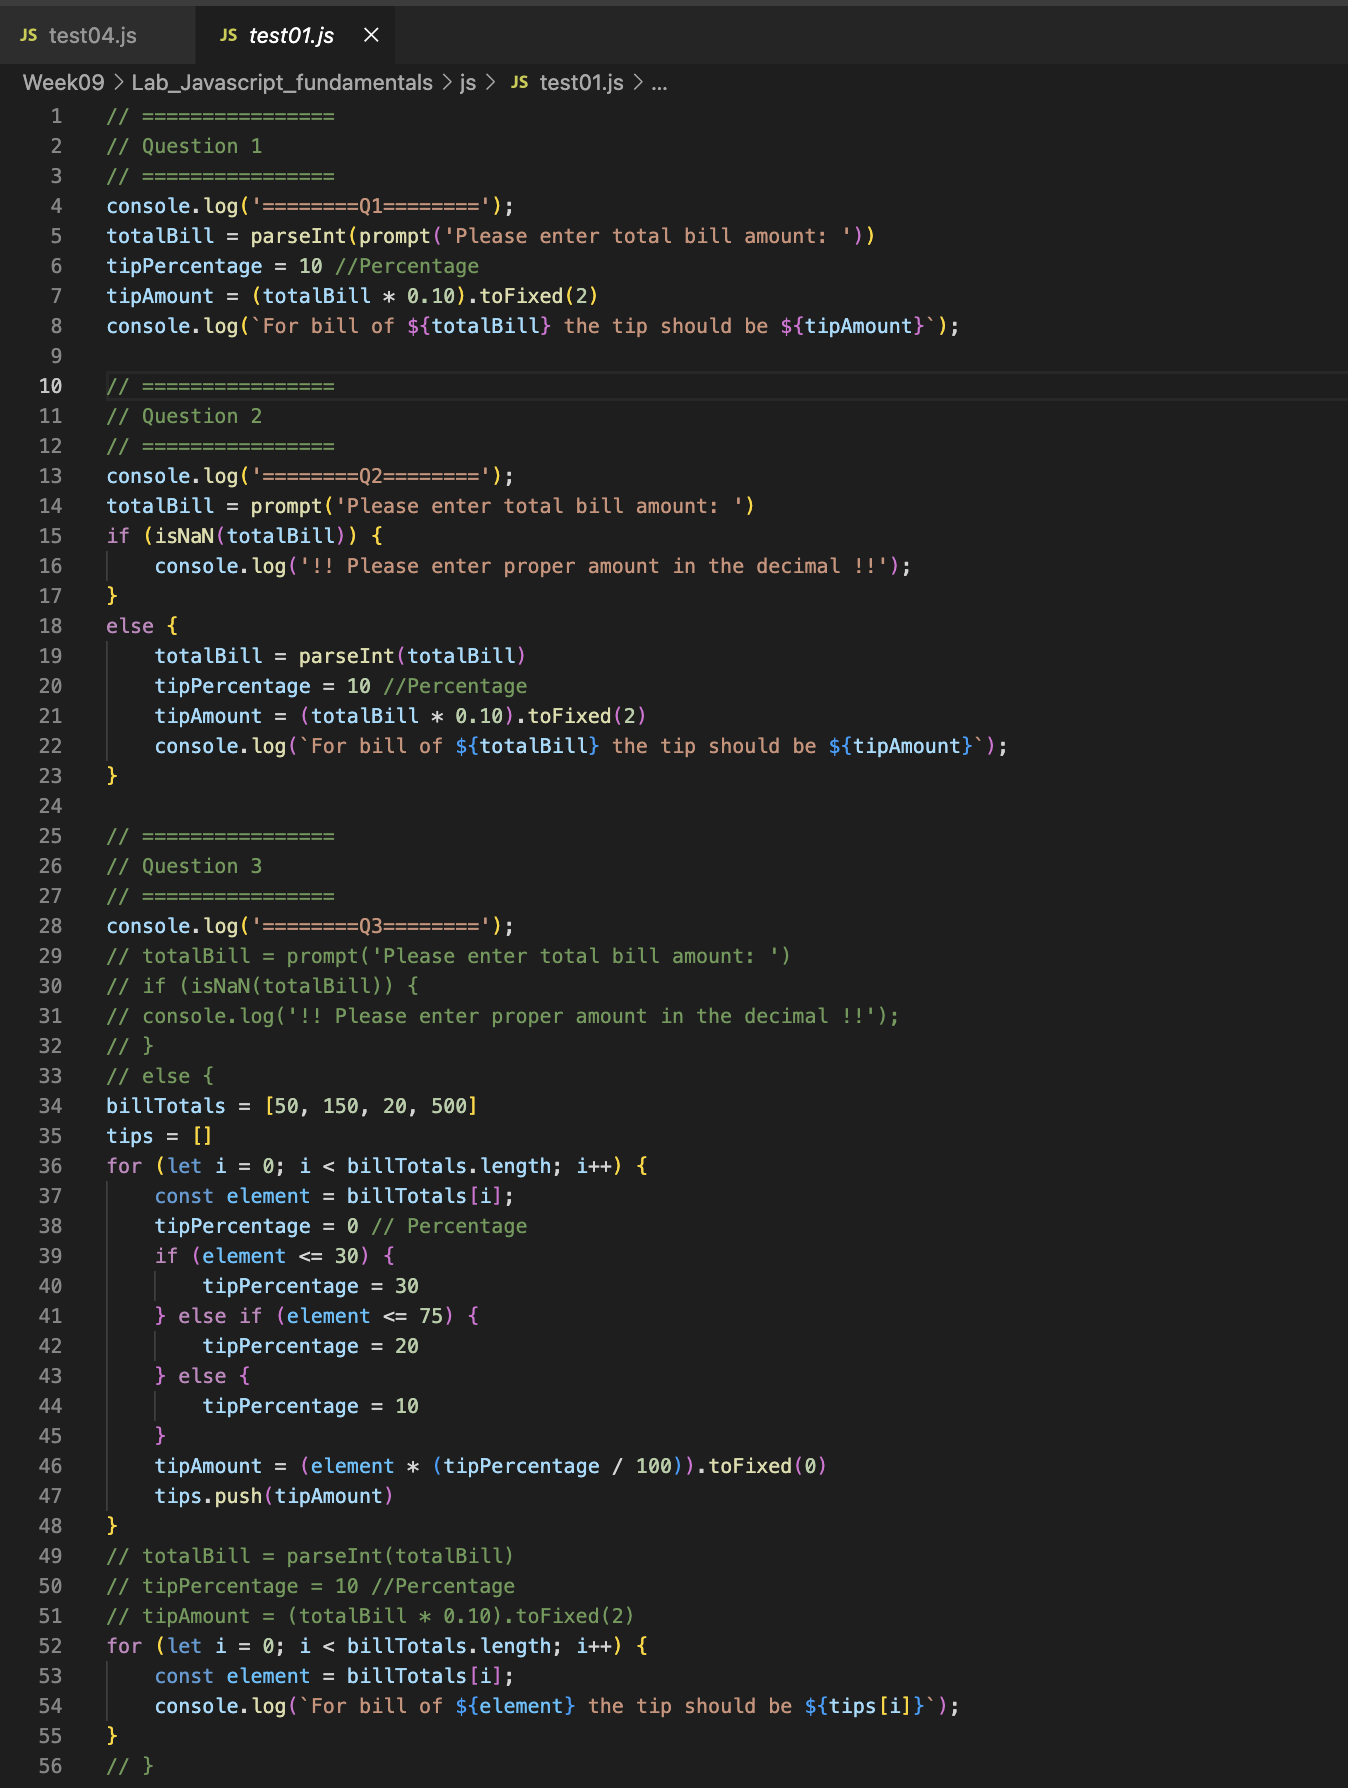 JS test04.js JS test01.js ×
Week09 > Lab_Javascript_fundamentals > js > JS test01.js > ...
1 // ================
2 // Question 1
3 // ================
4 console.log('========Q1========');
5 totalBill = parseInt(prompt('Please enter total bill amount: '))
6 tipPercentage = 10 //Percentage
7 tipAmount = (totalBill * 0.10).toFixed(2)
8 console.log(`For bill of ${totalBill} the tip should be ${tipAmount}`);
9
10 // ================
11 // Question 2
12 // ================
13 console.log('========Q2========');
14 totalBill = prompt('Please enter total bill amount: ')
15 if (isNaN(totalBill)) {
16     console.log('!! Please enter proper amount in the decimal !!');
17 }
18 else {
19     totalBill = parseInt(totalBill)
20     tipPercentage = 10 //Percentage
21     tipAmount = (totalBill * 0.10).toFixed(2)
22     console.log(`For bill of ${totalBill} the tip should be ${tipAmount}`);
23 }
24
25 // ================
26 // Question 3
27 // ================
28 console.log('========Q3========');
29 // totalBill = prompt('Please enter total bill amount: ')
30 // if (isNaN(totalBill)) {
31 // console.log('!! Please enter proper amount in the decimal !!');
32 // }
33 // else {
34 billTotals = [50, 150, 20, 500]
35 tips = []
36 for (let i = 0; i < billTotals.length; i++) {
37     const element = billTotals[i];
38     tipPercentage = 0 // Percentage
39     if (element <= 30) {
40         tipPercentage = 30
41     } else if (element <= 75) {
42         tipPercentage = 20
43     } else {
44         tipPercentage = 10
45     }
46     tipAmount = (element * (tipPercentage / 100)).toFixed(0)
47     tips.push(tipAmount)
48 }
49 // totalBill = parseInt(totalBill)
50 // tipPercentage = 10 //Percentage
51 // tipAmount = (totalBill * 0.10).toFixed(2)
52 for (let i = 0; i < billTotals.length; i++) {
53     const element = billTotals[i];
54     console.log(`For bill of ${element} the tip should be ${tips[i]}`);
55 }
56 // }